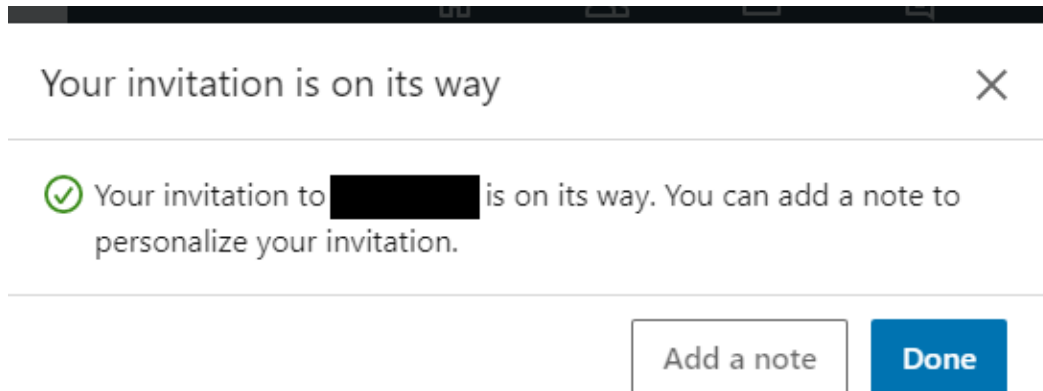 Your invitation is on its way
Your invitation to is on its way. You can add a note to
personalize your invitation.
Add a note
Done